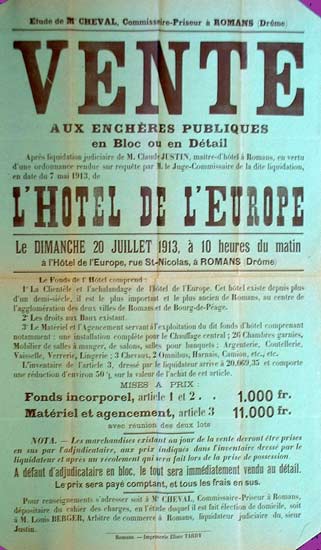 Etude de Me CHEVAL, Commissaire-Priseur à ROMANS (Drôme)
VENTE
AUX ENCHÈRES PUBLIQUES
en Bloc ou en Détail
Après liquidation judiciaire de M. Claude JUSTIN, maître-d'hôtel à Romans, en vertu
d'une ordonnance rendue sur requête par M. le Juge-Commissaire de la dite liquidation,
en date du 7 mai 1913, de
L'HOTEL DE L'EUROPE
Le DIMANCHE 20 JUILLET 1913, à 10 heures du matin
à l'Hôtel de l'Europe, rue St-Nicolas, à ROMANS (Drôme)
Le Fonds de l'Hôtel comprend :
1° La Clientèle et l'achalandage de l'Hôtel de l'Europe. Cet hôtel existe depuis plus
d'un demi-siècle, il est le plus important et le plus ancien de Romans, au centre de
l'agglomération des deux villes de Romans et de Bourg-de-Péage.
2° Les droits aux Baux existant.
3° Le Matériel et l'Agencement servant à l'exploitation du dit fonds d'hôtel comprenant
notamment : une installation complète pour le Chauffage central ; 26 Chambres garnies,
Mobilier de salles à manger, de salons, salles pour banquets ; Argenterie, Coutellerie,
Vaisselle, Verrerie, Lingerie ; 3 Chevaux, 2 Omnibus, Harnais, Camion, etc., etc.
L'inventaire de l'article 3, dressé par le liquidateur arrive à 20.669,35 et comporte
une réduction d'environ 50 % sur la valeur de l'achat de cet article.
MISES A PRIX :
Fonds incorporel, article 1 et 2 . . 1.000 fr.
Matériel et agencement, article 3 11.000 fr.
avec réunion des deux lots
NOTA. — Les marchandises existant au jour de la vente devront être prises
en sus par l'adjudicataire, aux prix indiqués dans l'inventaire dressé par le
liquidateur et après un récolement qui sera fait lors de la prise de possession.
A défaut d'adjudicataire en bloc, le tout sera immédiatement vendu au détail.
Le prix sera payé comptant, et tous les frais en sus.
Pour renseignements s'adresser soit à Me CHEVAL, Commissaire-Priseur à Romans,
dépositaire du cahier des charges, en l'étude duquel il est fait élection de domicile, soit
à M. Louis BERGER, Arbitre de commerce à Romans, liquidateur judiciaire du sieur
Justin.
Romans. — Imprimerie
TARDY